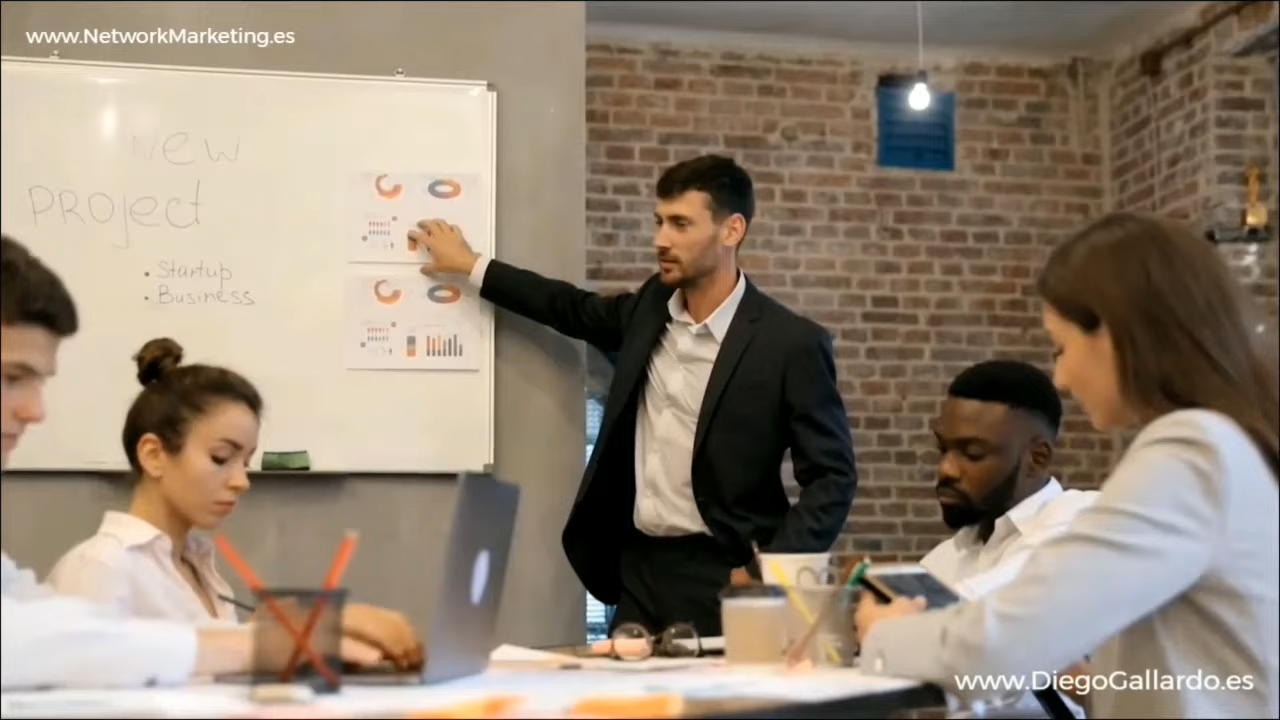 www.NetworkMarketing.es
New
Project
• Startup
• Business
www.DiegoGallardo.es